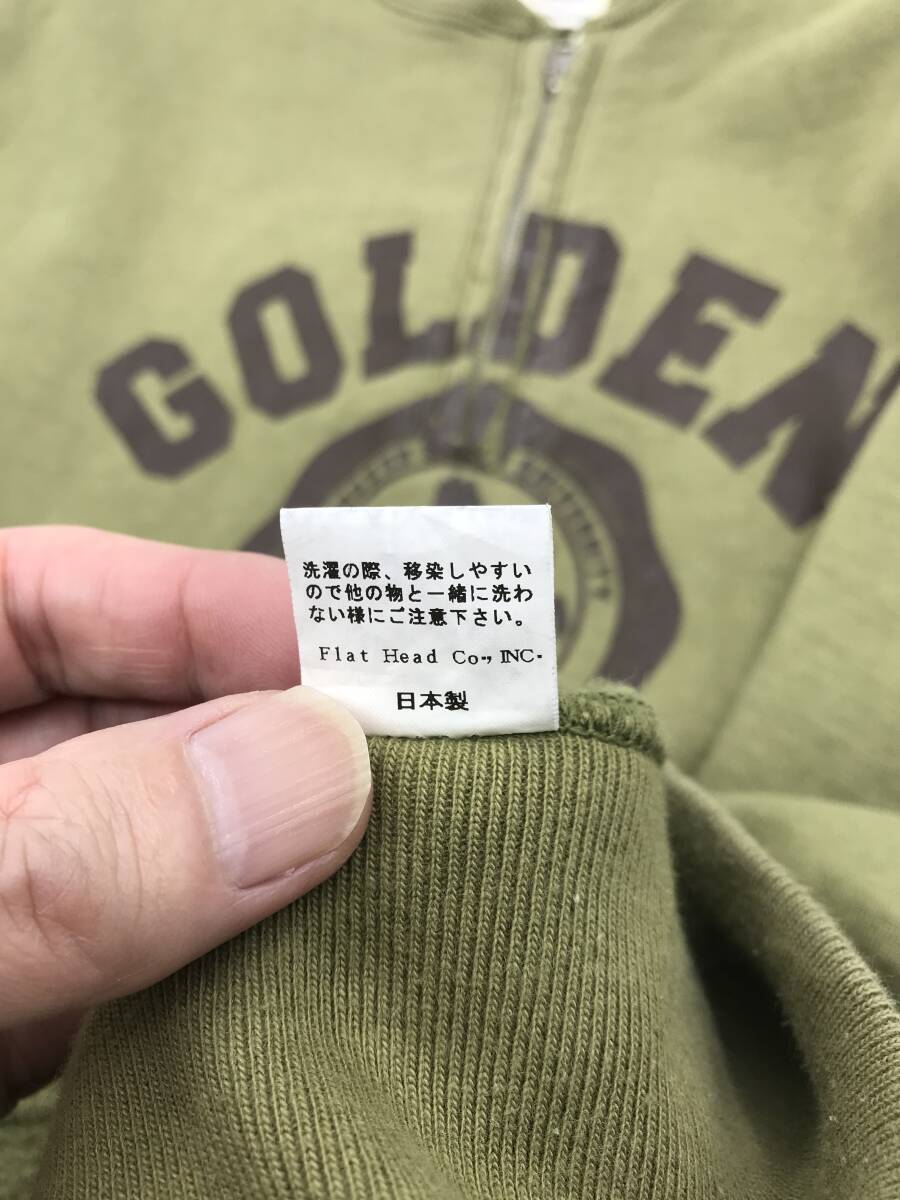 GOLDEN
洗濯の際、移染しやすい
ので他の物と一緒に洗わ
ない様にご注意下さい。
Flat Head Co., INC.
日本製